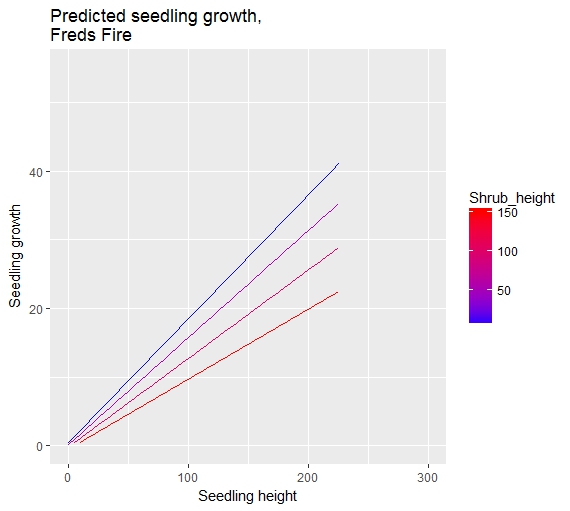 Predicted seedling growth,
Freds Fire
Seedling growth
40
20
0
0
100
200
300
Seedling height
Shrub_height
150
100
50